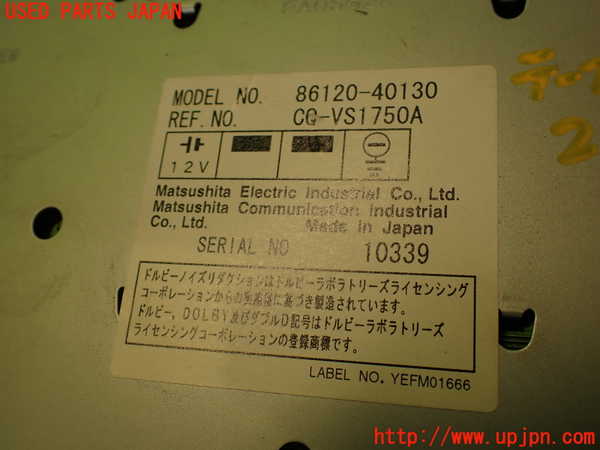 USED PARTS JAPAN
MODEL NO. 86120-40130
REF. NO. CQ-VS1750A
12V
Matsushita Electric Industrial Co., Ltd.
Matsushita Communication Industrial
Co., Ltd. Made in Japan
SERIAL NO 10339
ドルビーノイズリダクションはドルビーラボラトリーズライセンシング
コーポレーションからの実施権に基づき製造されています。
ドルビー、DOLBY及びダブルD記号はドルビーラボラトリーズ
ライセンシングコーポレーションの登録商標です。
LABEL NO. YEFM01666
http://www.upjpn.com/